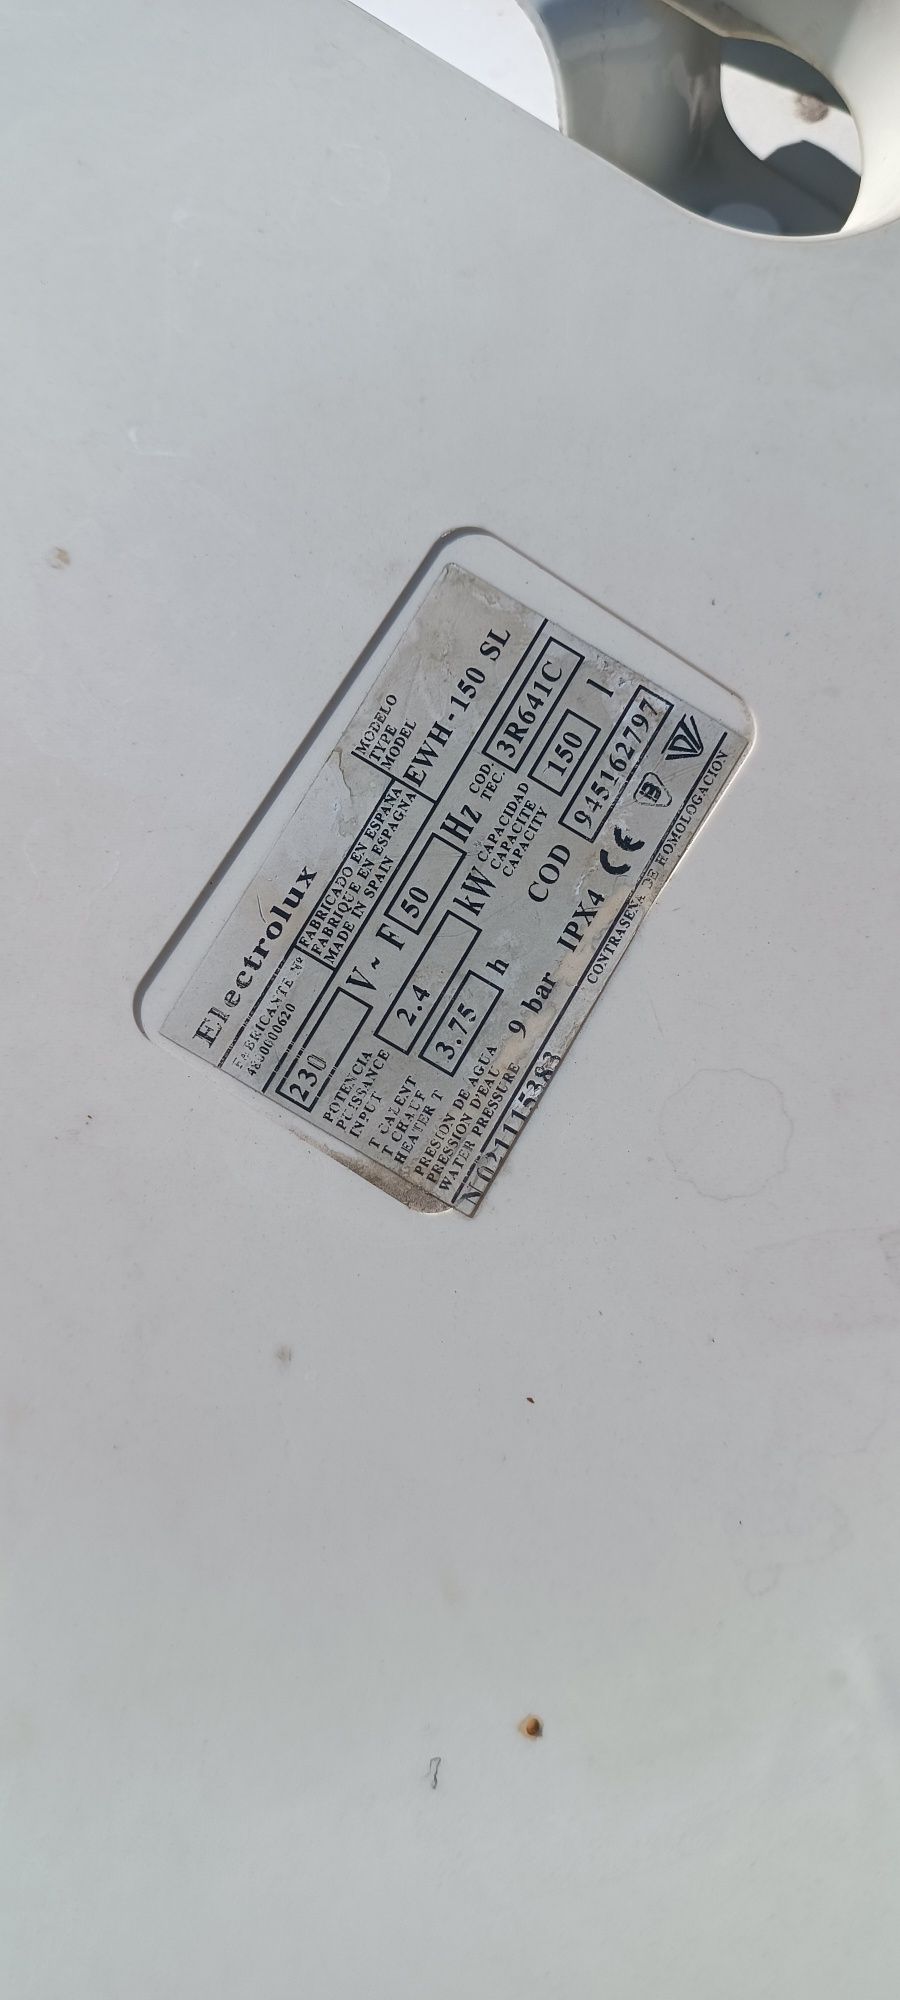 Electrolux
MODELO
TYPE
MODEL
EWH-150 SL
FABRICANTE Nº
FABRICADO EN ESPAÑA
FABRIQUE EN ESPAGNA
MADE IN SPAIN
230 V~ F 50 Hz
COD.
TEC.
3R641C
POTENCIA
PUISSANCE
INPUT
2.4 kW
CAPACIDAD
CAPACITE
CAPACITY
150 l
T CALENT
T CHAUF
HEATER T
3.75 h
COD 945162797
PRESION DE AGUA
PRESSION D'EAU
WATER PRESSURE
9 bar IPX4 CE B
N 021115383
CONTRASEÑA DE HOMOLOGACION